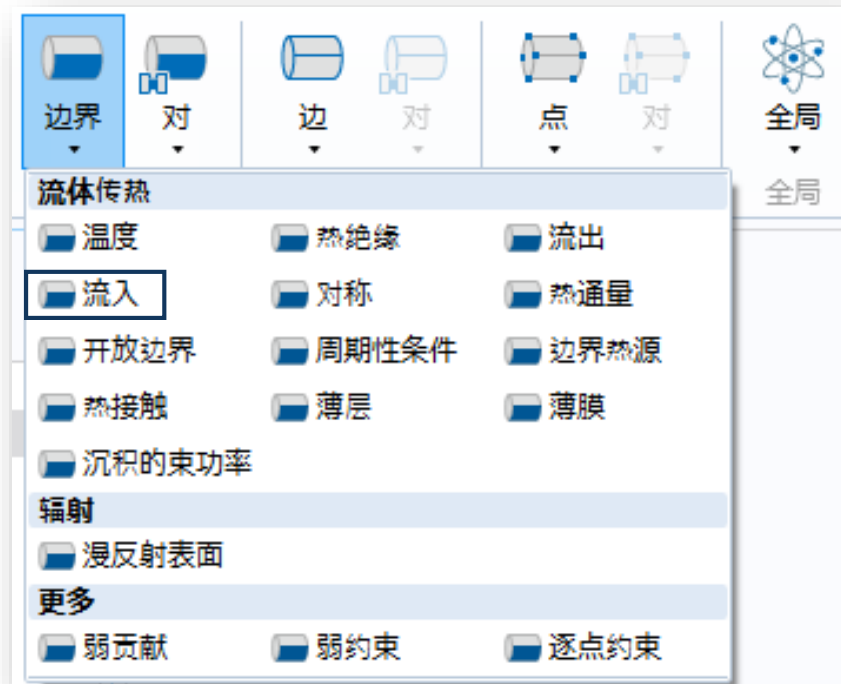 边界 对 边 对 点 对 全局
全局
流体传热
温度 热绝缘 流出
流入 对称 热通量
开放边界 周期性条件 边界热源
热接触 薄层 薄膜
沉积的束功率
辐射
漫反射表面
更多
弱贡献 弱约束 逐点约束